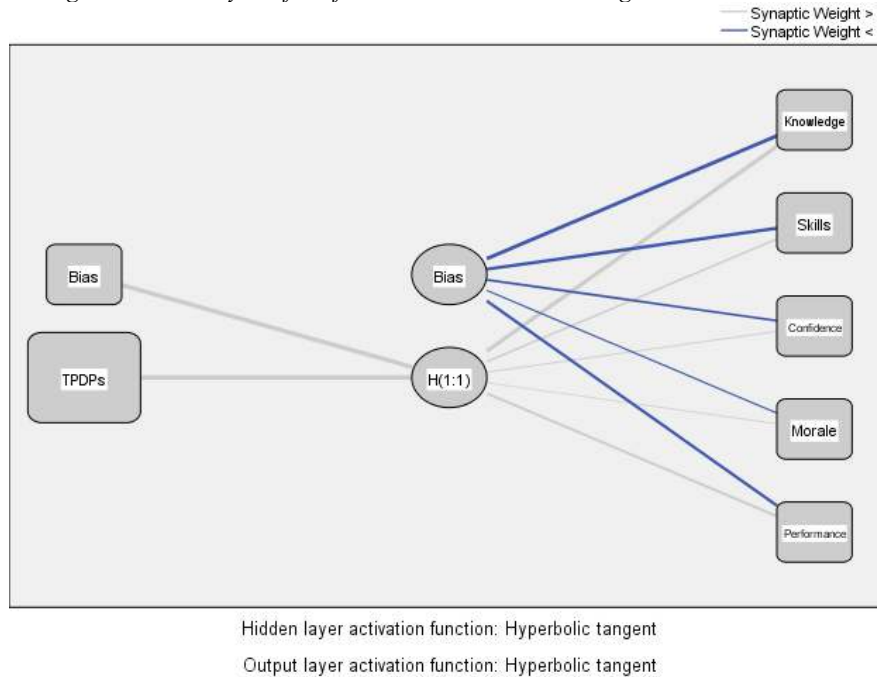 Synaptic Weight >
Synaptic Weight <
Knowledge
Skills
Bias
Bias
Confidence
TPDPs
H(1:1)
Morale
Performance
Hidden layer activation function: Hyperbolic tangent
Output layer activation function: Hyperbolic tangent